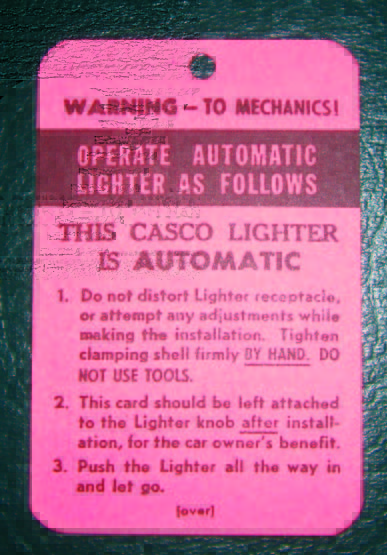 WARNING - TO MECHANICS!
OPERATE AUTOMATIC
LIGHTER AS FOLLOWS
THIS CASCO LIGHTER
IS AUTOMATIC
1. Do not distort Lighter receptacle,
or attempt any adjustments while
making the installation. Tighten
clamping shell firmly BY HAND. DO
NOT USE TOOLS.
2. This card should be left attached
to the Lighter knob after install-
ation, for the car owner's benefit.
3. Push the Lighter all the way in
and let go.
(over)